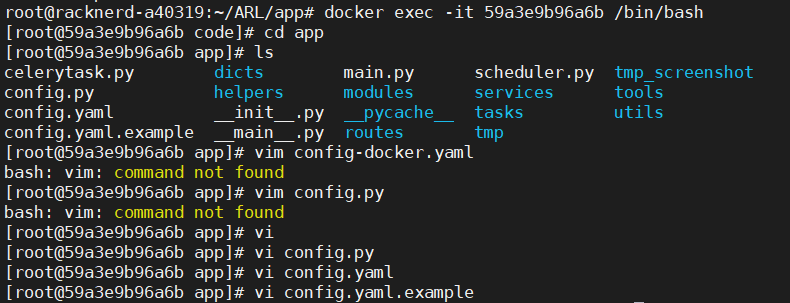 root@racknerd-a40319:~/ARL/app# docker exec -it 59a3e9b96a6b /bin/bash
[root@59a3e9b96a6b code]# cd app
[root@59a3e9b96a6b app]# ls
celerytask.py dicts main.py scheduler.py tmp_screenshot
config.py helpers modules services tools
config.yaml __init__.py __pycache__ tasks utils
config.yaml.example __main__.py routes tmp
[root@59a3e9b96a6b app]# vim config-docker.yaml
bash: vim: command not found
[root@59a3e9b96a6b app]# vim config.py
bash: vim: command not found
[root@59a3e9b96a6b app]# vi
[root@59a3e9b96a6b app]# vi config.py
[root@59a3e9b96a6b app]# vi config.yaml
[root@59a3e9b96a6b app]# vi config.yaml.example